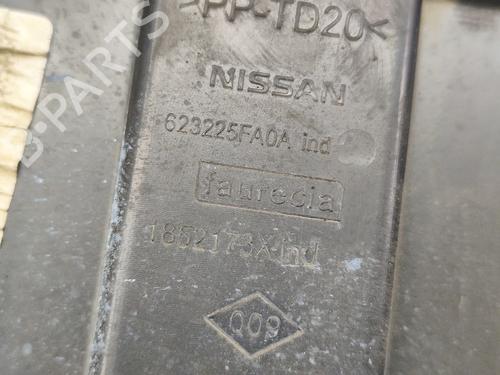 >PP-TD20<
NISSAN
623225FA0A ind
faurecia
1852173X ind
009
B-PARTS